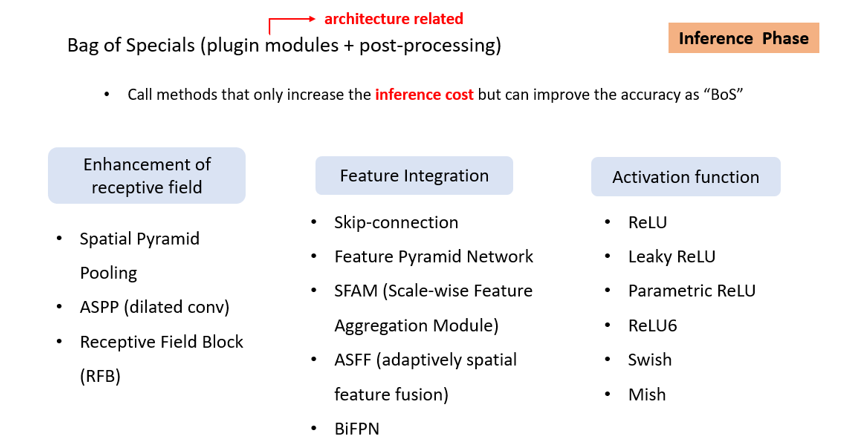 architecture related
Bag of Specials (plugin modules + post-processing)
Inference Phase
• Call methods that only increase the inference cost but can improve the accuracy as “BoS”
Enhancement of
receptive field
• Spatial Pyramid
Pooling
• ASPP (dilated conv)
• Receptive Field Block
(RFB)
Feature Integration
• Skip-connection
• Feature Pyramid Network
• SFAM (Scale-wise Feature
Aggregation Module)
• ASFF (adaptively spatial
feature fusion)
• BiFPN
Activation function
• ReLU
• Leaky ReLU
• Parametric ReLU
• ReLU6
• Swish
• Mish